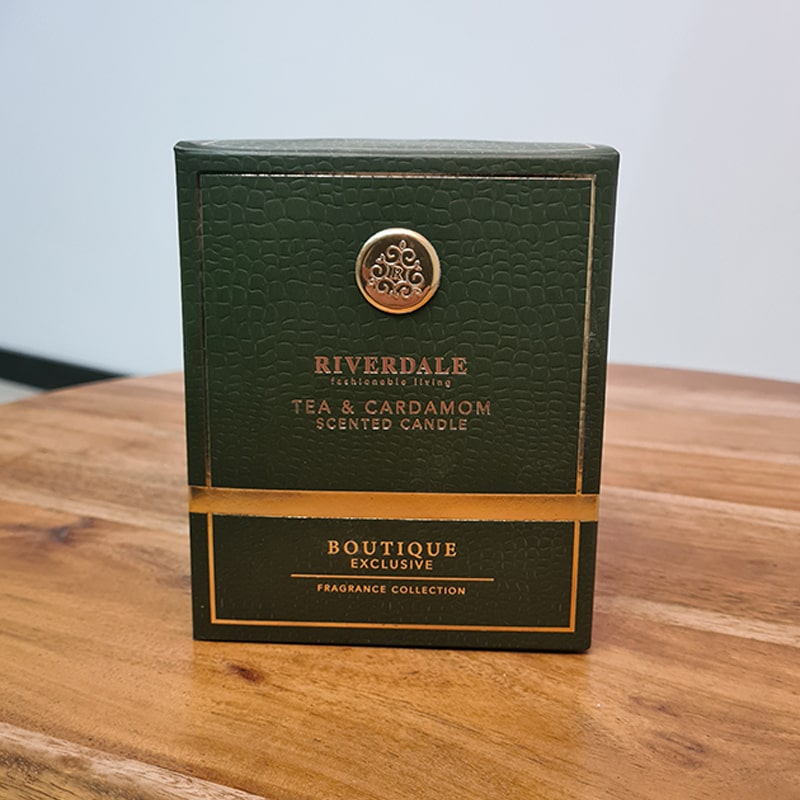 R
RIVERDALE
fashionable living
TEA & CARDAMOM
SCENTED CANDLE
BOUTIQUE
EXCLUSIVE
FRAGRANCE COLLECTION